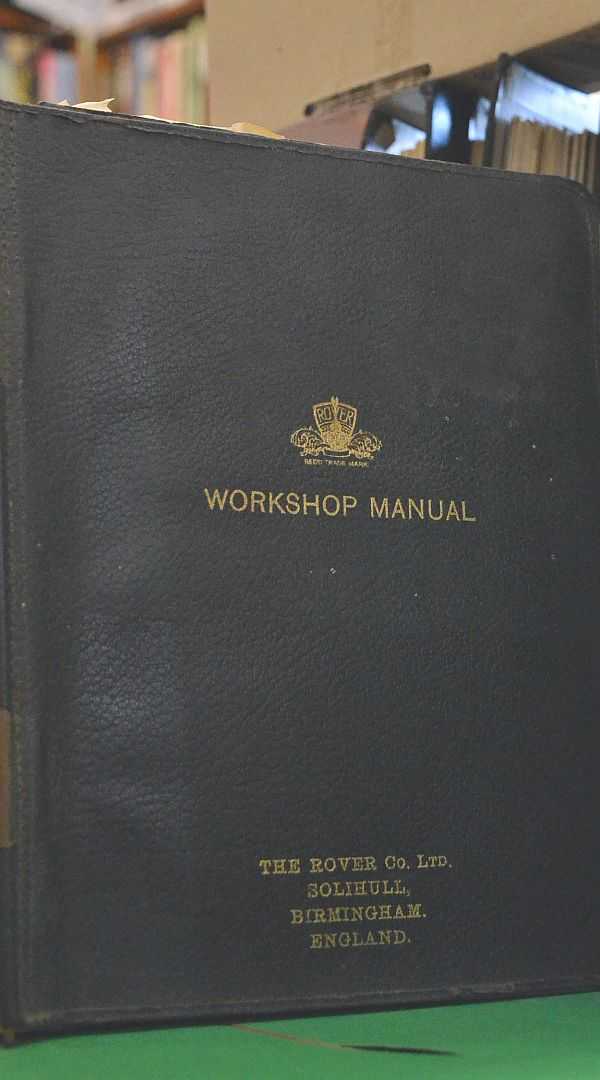 ROVER
REGD TRADE MARK
WORKSHOP MANUAL
THE ROVER Co. LTD.
SOLIHULL,
BIRMINGHAM.
ENGLAND.